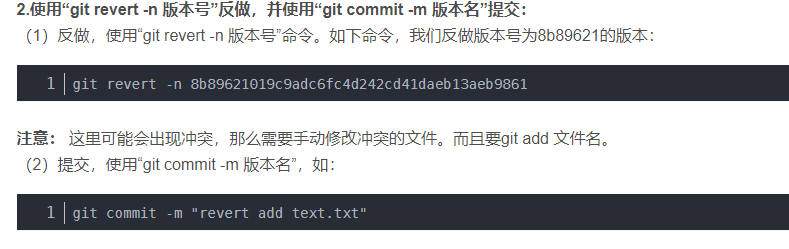 2.使用“git revert -n 版本号”反做，并使用“git commit -m 版本名”提交：
（1）反做，使用“git revert -n 版本号”命令。如下命令，我们反做版本号为8b89621的版本：
1 git revert -n 8b89621019c9adc6fc4d242cd41daeb13aeb9861
注意： 这里可能会出现冲突，那么需要手动修改冲突的文件。而且要git add 文件名。
（2）提交，使用“git commit -m 版本名”，如：
1 git commit -m "revert add text.txt"